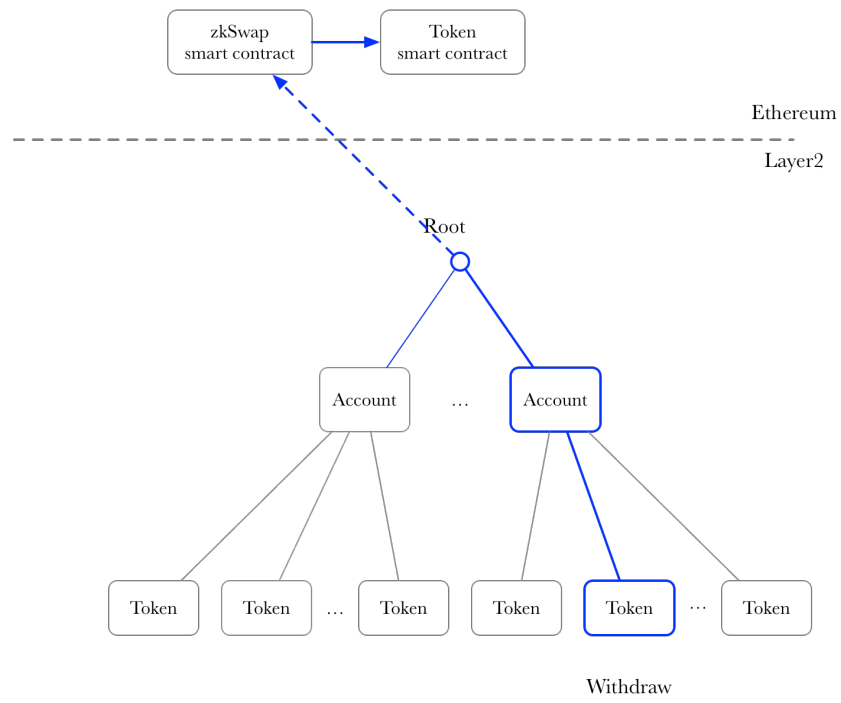 zkSwap
smart contract
Token
smart contract
Ethereum
Layer2
Root
Account
...
Account
Token
Token
...
Token
Token
Token
...
Token
Withdraw